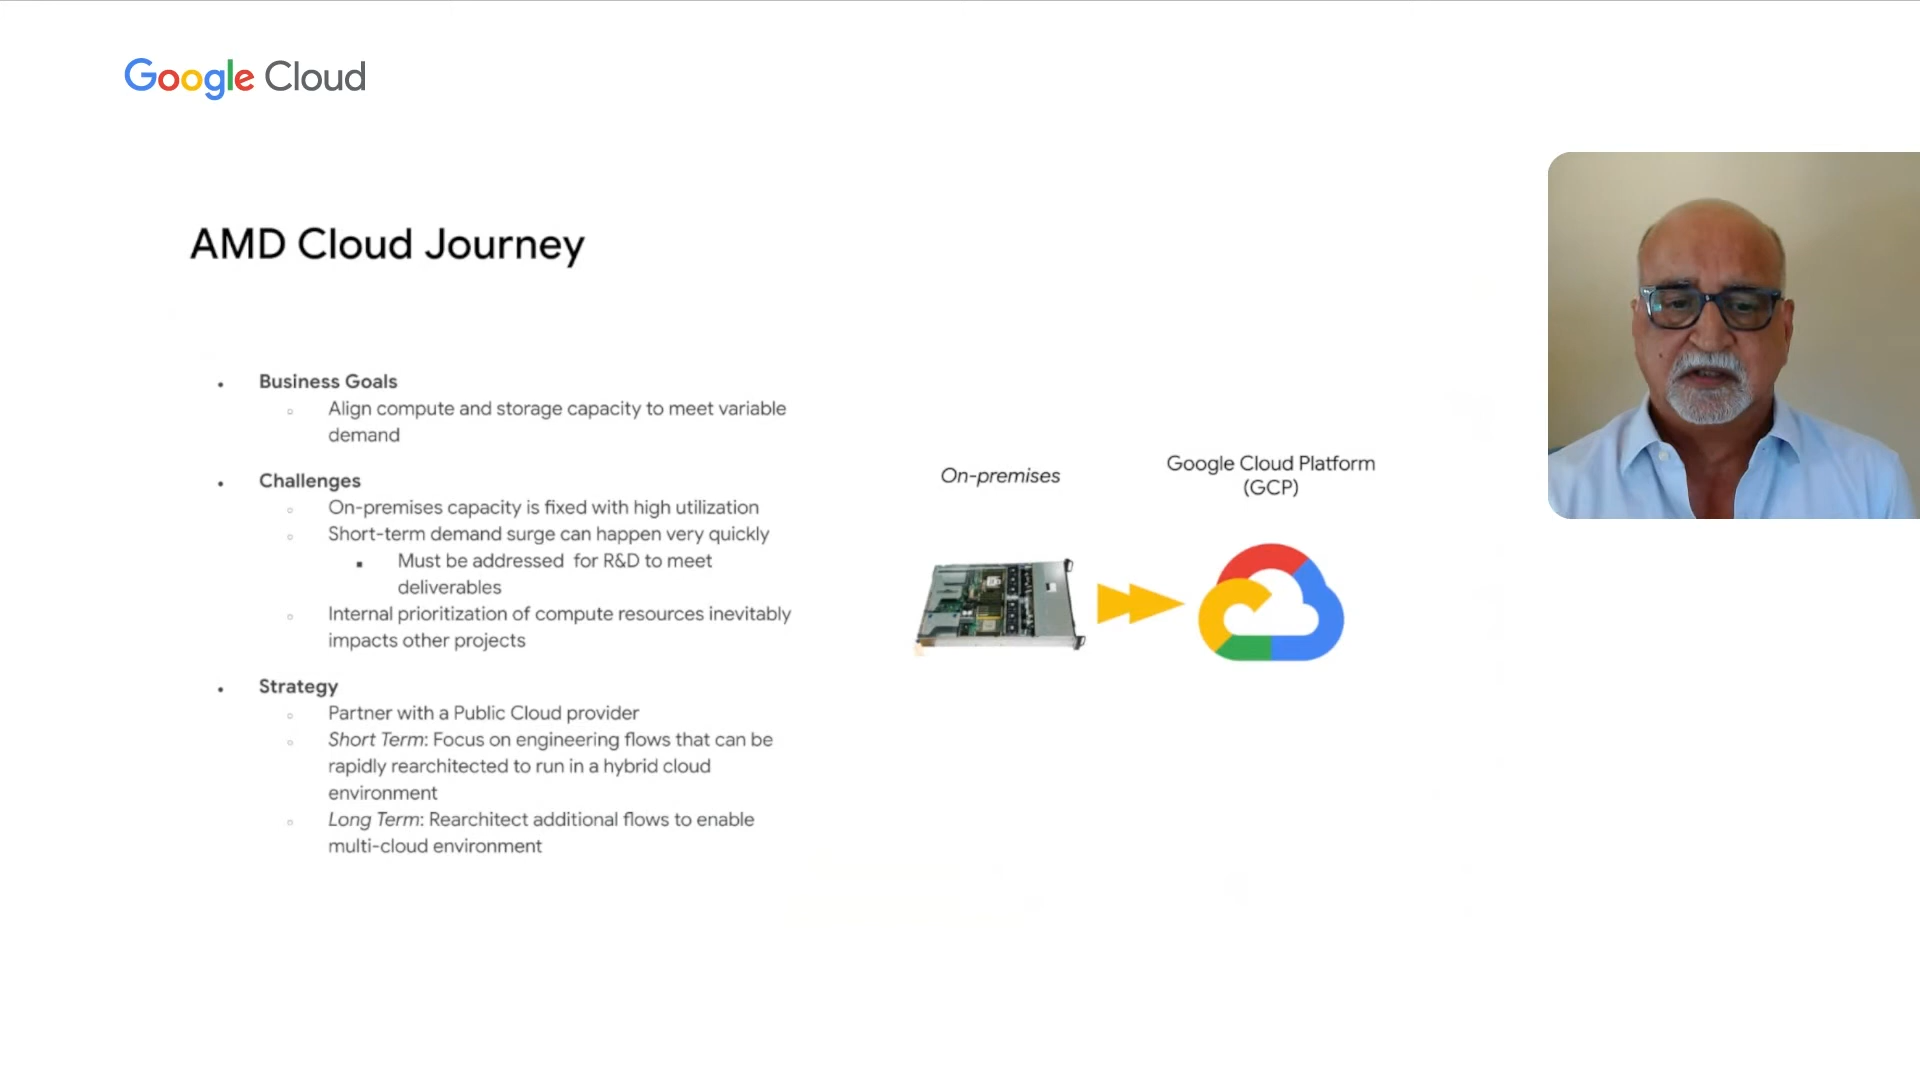 Google Cloud
AMD Cloud Journey
Business Goals
Align compute and storage capacity to meet variable
demand
Challenges
On-premises capacity is fixed with high utilization
Short-term demand surge can happen very quickly
Must be addressed for R&D to meet
deliverables
Internal prioritization of compute resources inevitably
impacts other projects
Strategy
Partner with a Public Cloud provider
Short Term: Focus on engineering flows that can be
rapidly rearchitected to run in a hybrid cloud
environment
Long Term: Rearchitect additional flows to enable
multi-cloud environment
On-premises
Google Cloud Platform
(GCP)